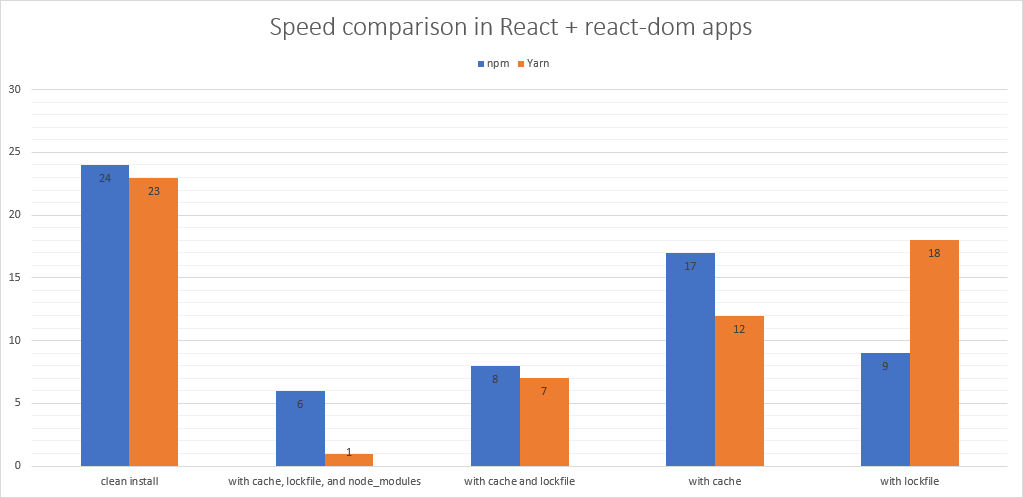 Speed comparison in React + react-dom apps
npm Yarn
30
25
20
15
10
5
0
24
23
6
1
8
7
17
12
9
18
clean install
with cache, lockfile, and node_modules
with cache and lockfile
with cache
with lockfile